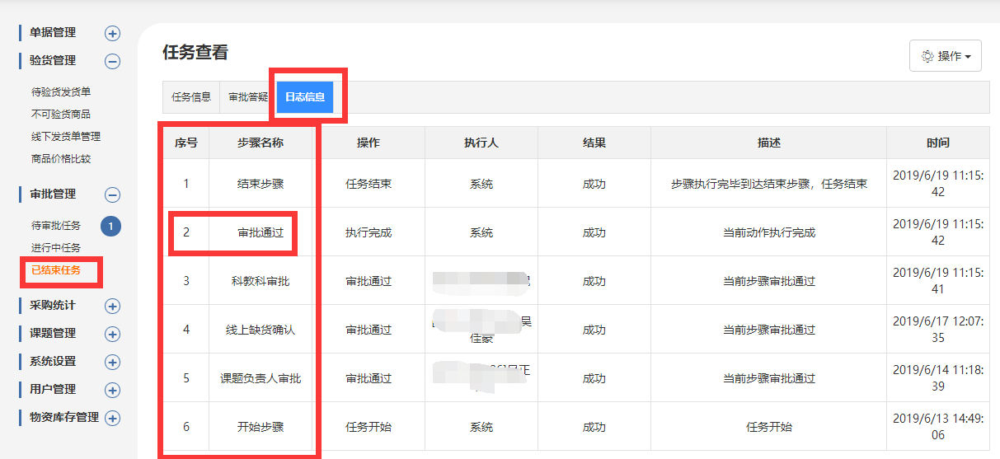 单据管理
验货管理
待验货发货单
不可验货商品
线下发货单管理
商品价格比较
审批管理
待审批任务 1
进行中任务
已结束任务
采购统计
课题管理
系统设置
用户管理
物资库存管理
任务查看
操作
任务信息 审批答疑 日志信息
序号 步骤名称 操作 执行人 结果 描述 时间
1 结束步骤 任务结束 系统 成功 步骤执行完毕到达结束步骤，任务结束 2019/6/19 11:15:
42
2 审批通过 执行完成 系统 成功 当前动作执行完成 2019/6/19 11:15:
42
3 科教科审批 审批通过 成功 当前步骤审批通过 2019/6/19 11:15:
41
4 线上缺货确认 审批通过 吴 成功 当前步骤审批通过 2019/6/17 12:07:
佳豪 35
5 课题负责人审批 审批通过 正 成功 当前步骤审批通过 2019/6/14 11:18:
39
6 开始步骤 任务开始 系统 成功 任务开始 2019/6/13 14:49:
06